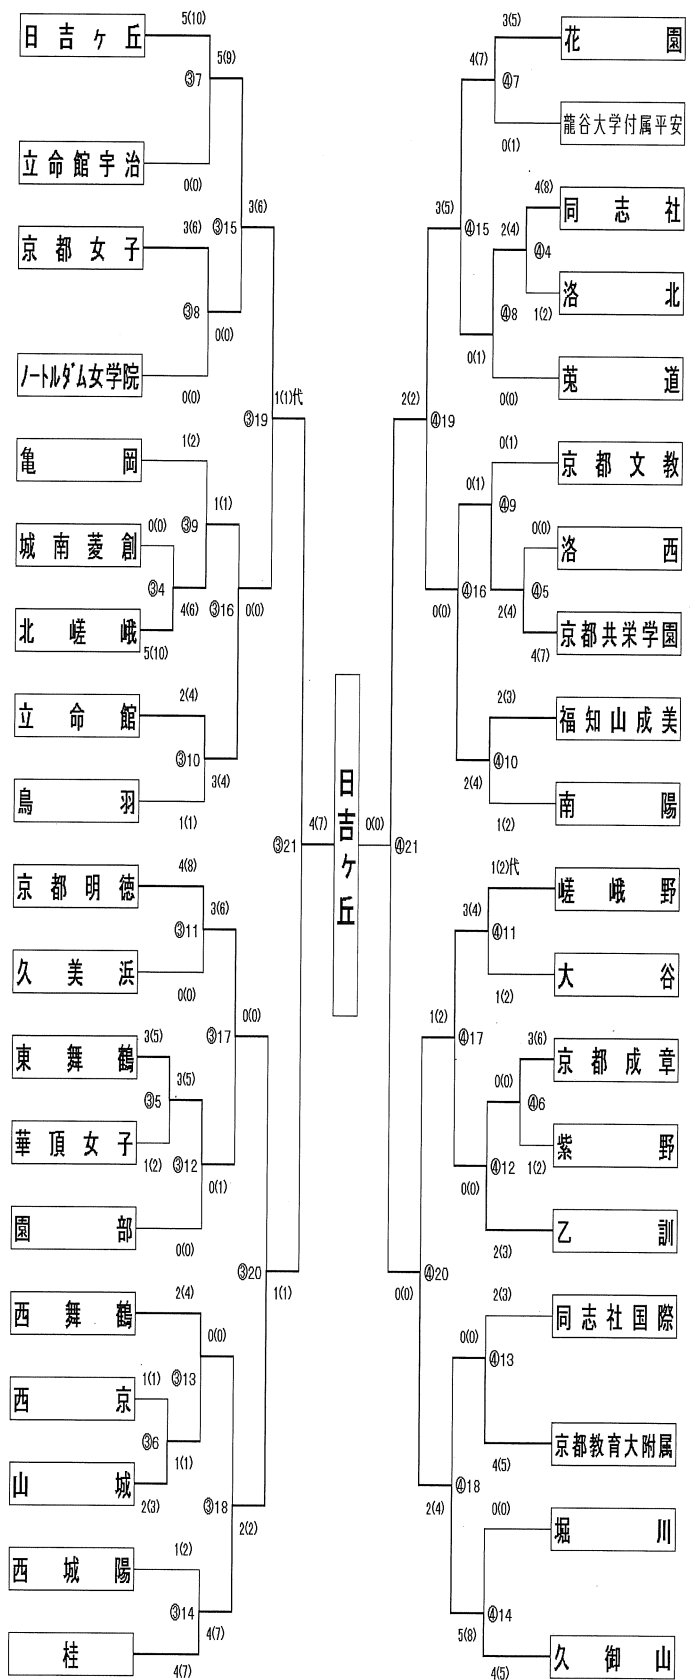 日吉ヶ丘
5(10)
5(9)
③7
立命館宇治
0(0)
3(6)
③15
京都女子
3(6)
③8
0(0)
ノートルダム女学院
0(0)
1(1)代
③19
亀岡
1(2)
1(1)
③9
城南菱創
0(0)
③4
4(6)
③16
0(0)
北嵯峨
5(10)
立命館
2(4)
③10
3(4)
鳥羽
1(1)
③21
4(7)
京都明徳
4(8)
3(6)
③11
久美浜
0(0)
0(0)
③17
東舞鶴
3(5)
3(5)
③5
華頂女子
1(2)
③12
0(1)
園部
0(0)
③20
1(1)
西舞鶴
2(4)
0(0)
③13
西京
1(1)
③6
1(1)
山城
2(3)
③18
2(2)
西城陽
1(2)
③14
4(7)
桂
4(7)
日吉ヶ丘
0(0)
④21
3(5)
花園
4(7)
④7
龍谷大学付属平安
0(1)
3(5)
④15
4(8)
同志社
2(4)
④4
洛北
1(2)
④8
0(1)
莵道
0(0)
2(2)
④19
0(1)
京都文教
0(1)
④9
0(0)
洛西
④5
④16
0(0)
2(4)
京都共栄学園
4(7)
2(3)
福知山成美
④10
2(4)
南陽
1(2)
1(2)代
嵯峨野
3(4)
④11
大谷
1(2)
1(2)
④17
3(6)
京都成章
0(0)
④6
紫野
1(2)
④12
0(0)
乙訓
2(3)
④20
0(0)
2(3)
同志社国際
0(0)
④13
京都教育大附属
4(5)
④18
2(4)
0(0)
堀川
④14
5(8)
久御山
4(5)